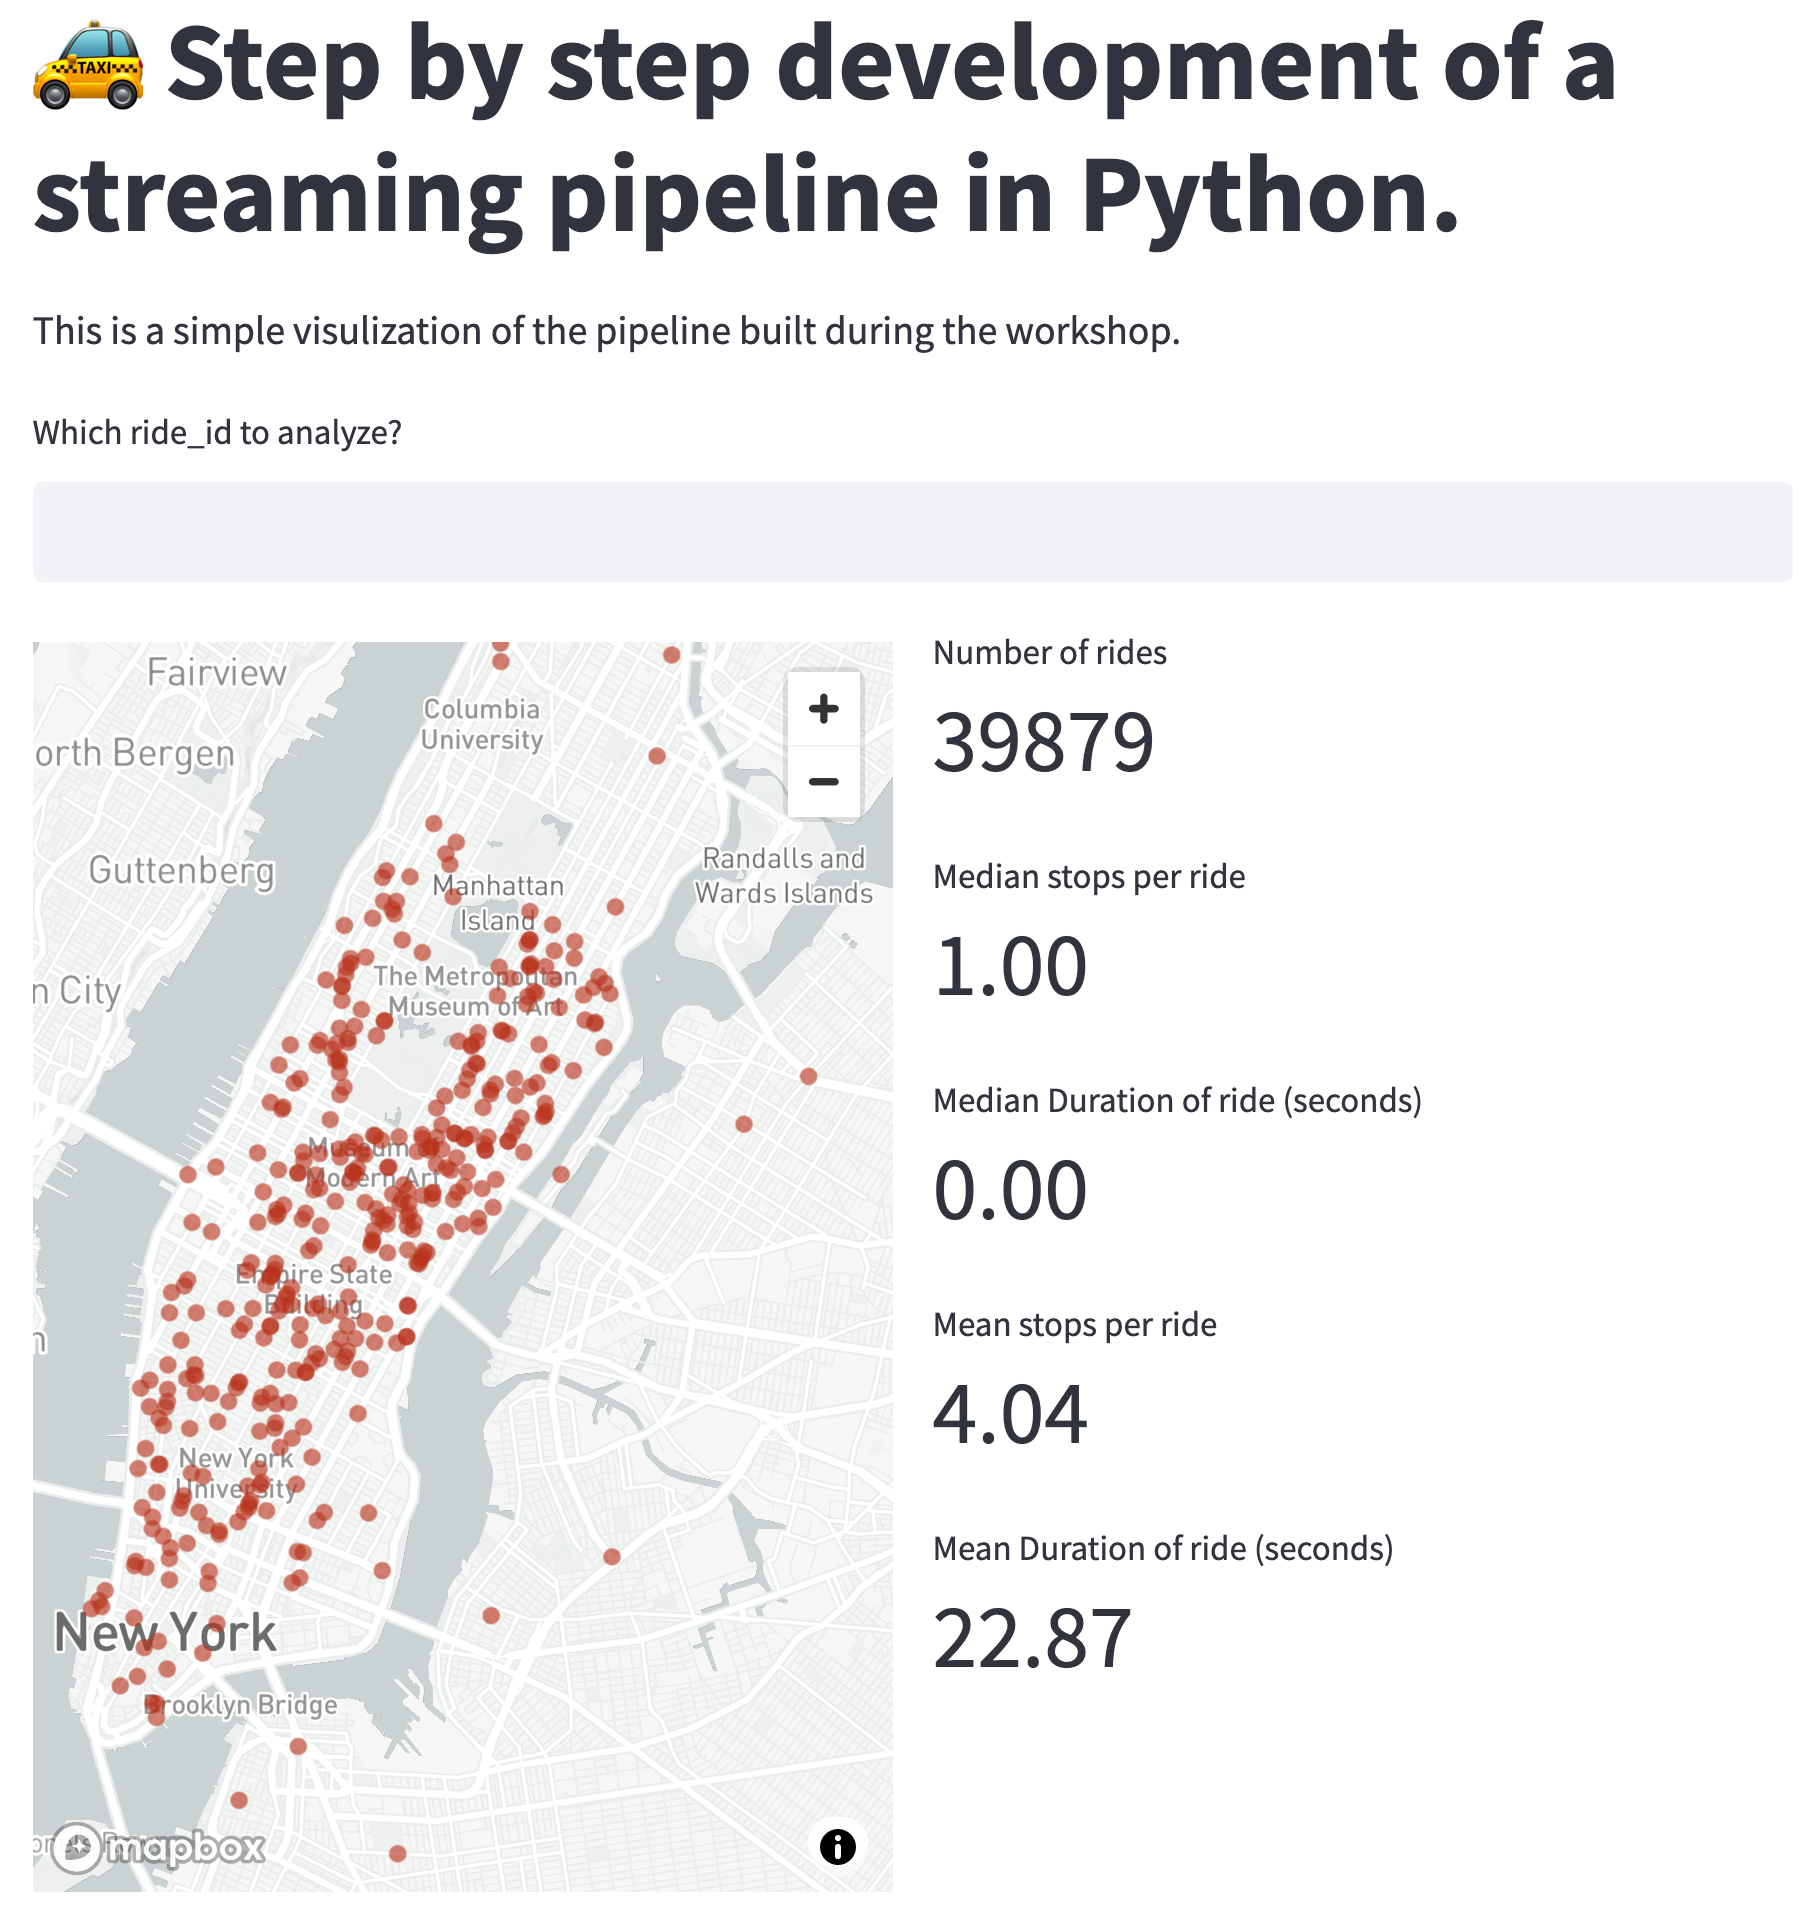 TAXI
Step by step development of a
streaming pipeline in Python.
This is a simple visulization of the pipeline built during the workshop.
Which ride_id to analyze?
Fairview
Columbia
University
orth Bergen
Guttenberg
Randalls and
Wards Islands
Manhattan
Island
The Metropolitan
Museum of Art
n City
Museum of
Modern Art
Empire State
Building
n
New York
University
New York
Brooklyn Bridge
mapbox
Number of rides
39879
Median stops per ride
1.00
Median Duration of ride (seconds)
0.00
Mean stops per ride
4.04
Mean Duration of ride (seconds)
22.87